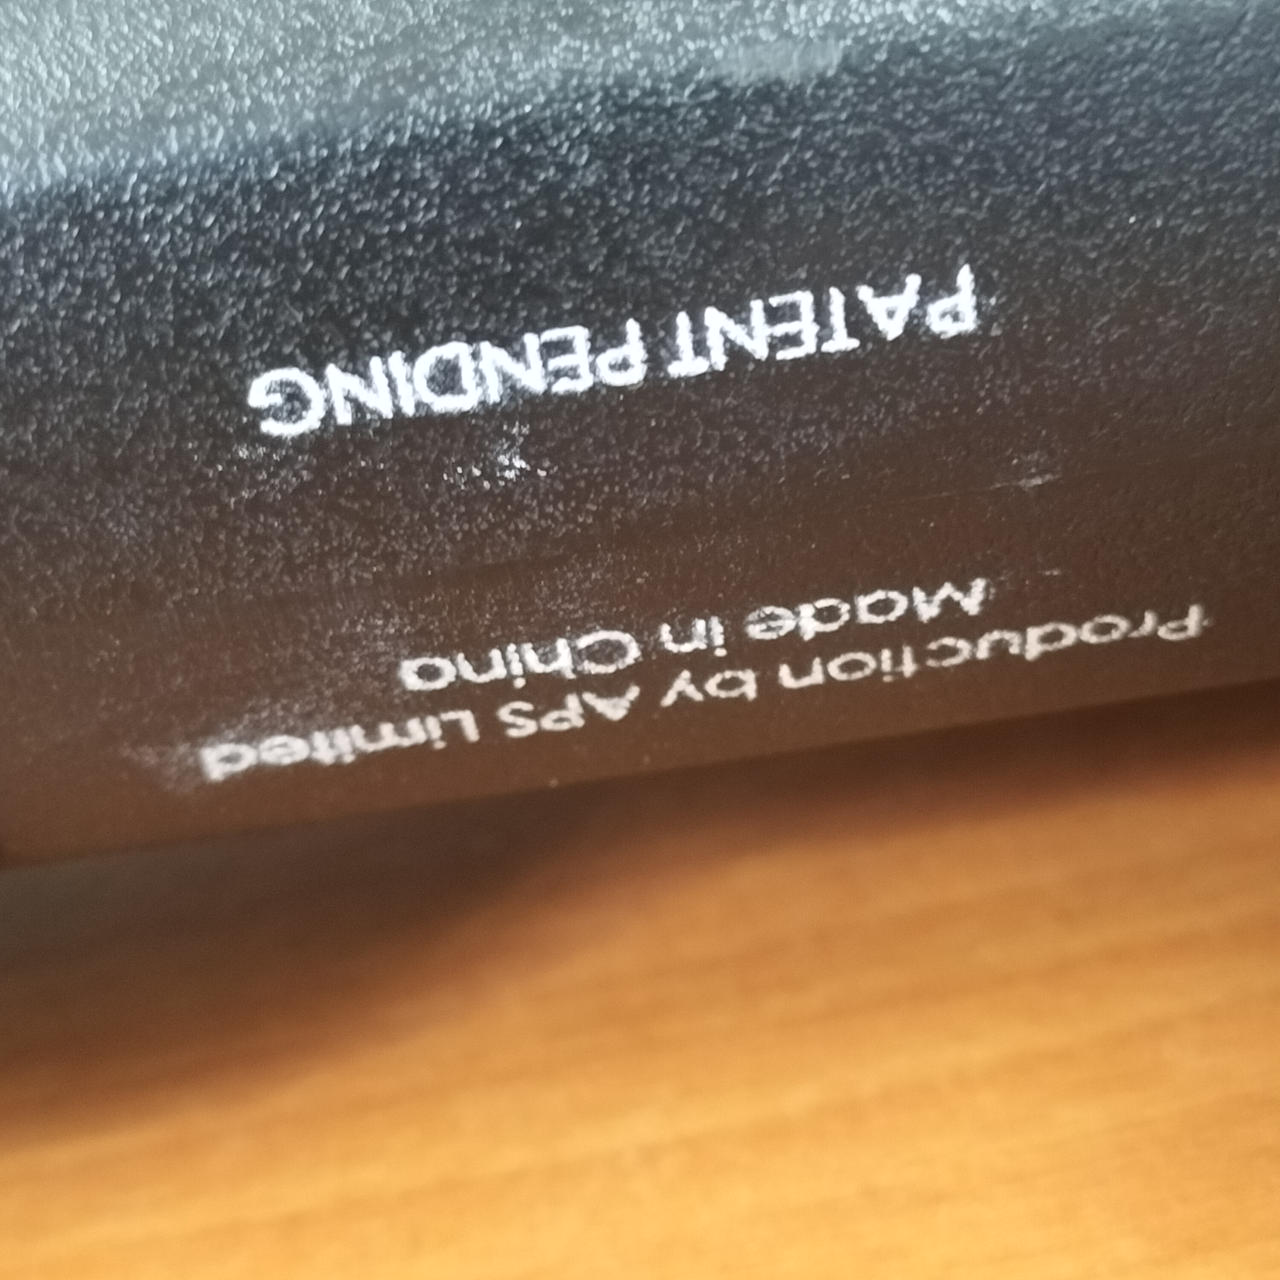 Production by APS Limited
Made in China
PATENT PENDING